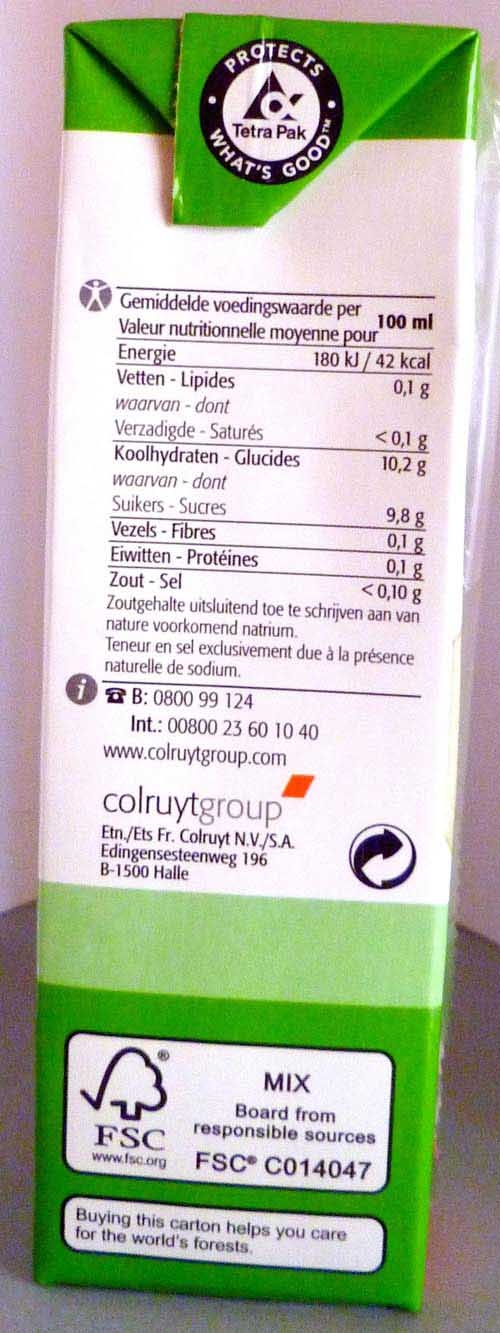 PROTECTS
Tetra Pak
WHAT'S GOOD™
Gemiddelde voedingswaarde per
Valeur nutritionnelle moyenne pour 100 ml
Energie 180 kJ / 42 kcal
Vetten - Lipides 0,1 g
waarvan - dont
Verzadigde - Saturés < 0,1 g
Koolhydraten - Glucides 10,2 g
waarvan - dont
Suikers - Sucres 9,8 g
Vezels - Fibres 0,1 g
Eiwitten - Protéines 0,1 g
Zout - Sel < 0,10 g
Zoutgehalte uitsluitend toe te schrijven aan van
nature voorkomend natrium.
Teneur en sel exclusivement due à la présence
naturelle de sodium.
i ☎ B: 0800 99 124
Int.: 00800 23 60 10 40
www.colruytgroup.com
colruytgroup
Etn./Ets Fr. Colruyt N.V./S.A.
Edingensesteenweg 196
B-1500 Halle
®
FSC
www.fsc.org
MIX
Board from
responsible sources
FSC® C014047
Buying this carton helps you care
for the world's forests.